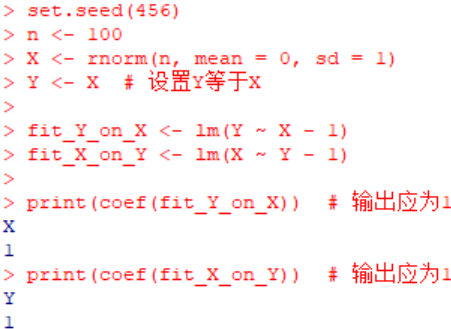 > set.seed(456)
> n <- 100
> X <- rnorm(n, mean = 0, sd = 1)
> Y <- X  # 设置Y等于X
>
> fit_Y_on_X <- lm(Y ~ X - 1)
> fit_X_on_Y <- lm(X ~ Y - 1)
>
> print(coef(fit_Y_on_X))  # 输出应为1
X
1
> print(coef(fit_X_on_Y))  # 输出应为1
Y
1